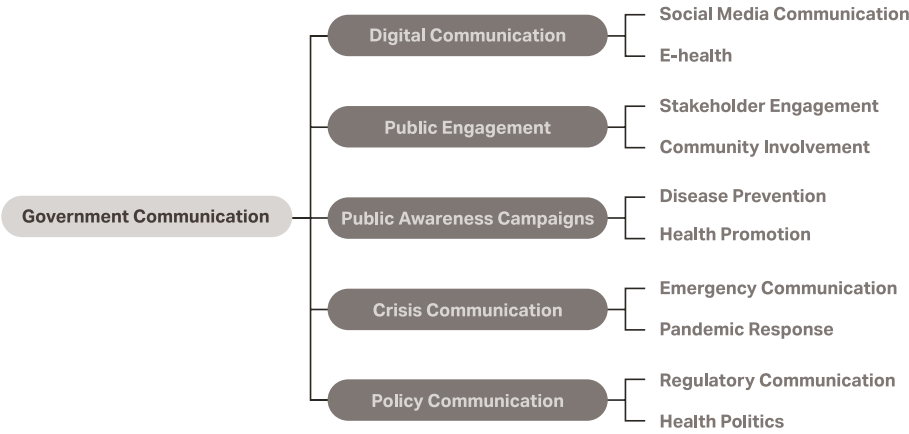 Government Communication
Digital Communication
Social Media Communication
E-health
Public Engagement
Stakeholder Engagement
Community Involvement
Public Awareness Campaigns
Disease Prevention
Health Promotion
Crisis Communication
Emergency Communication
Pandemic Response
Policy Communication
Regulatory Communication
Health Politics